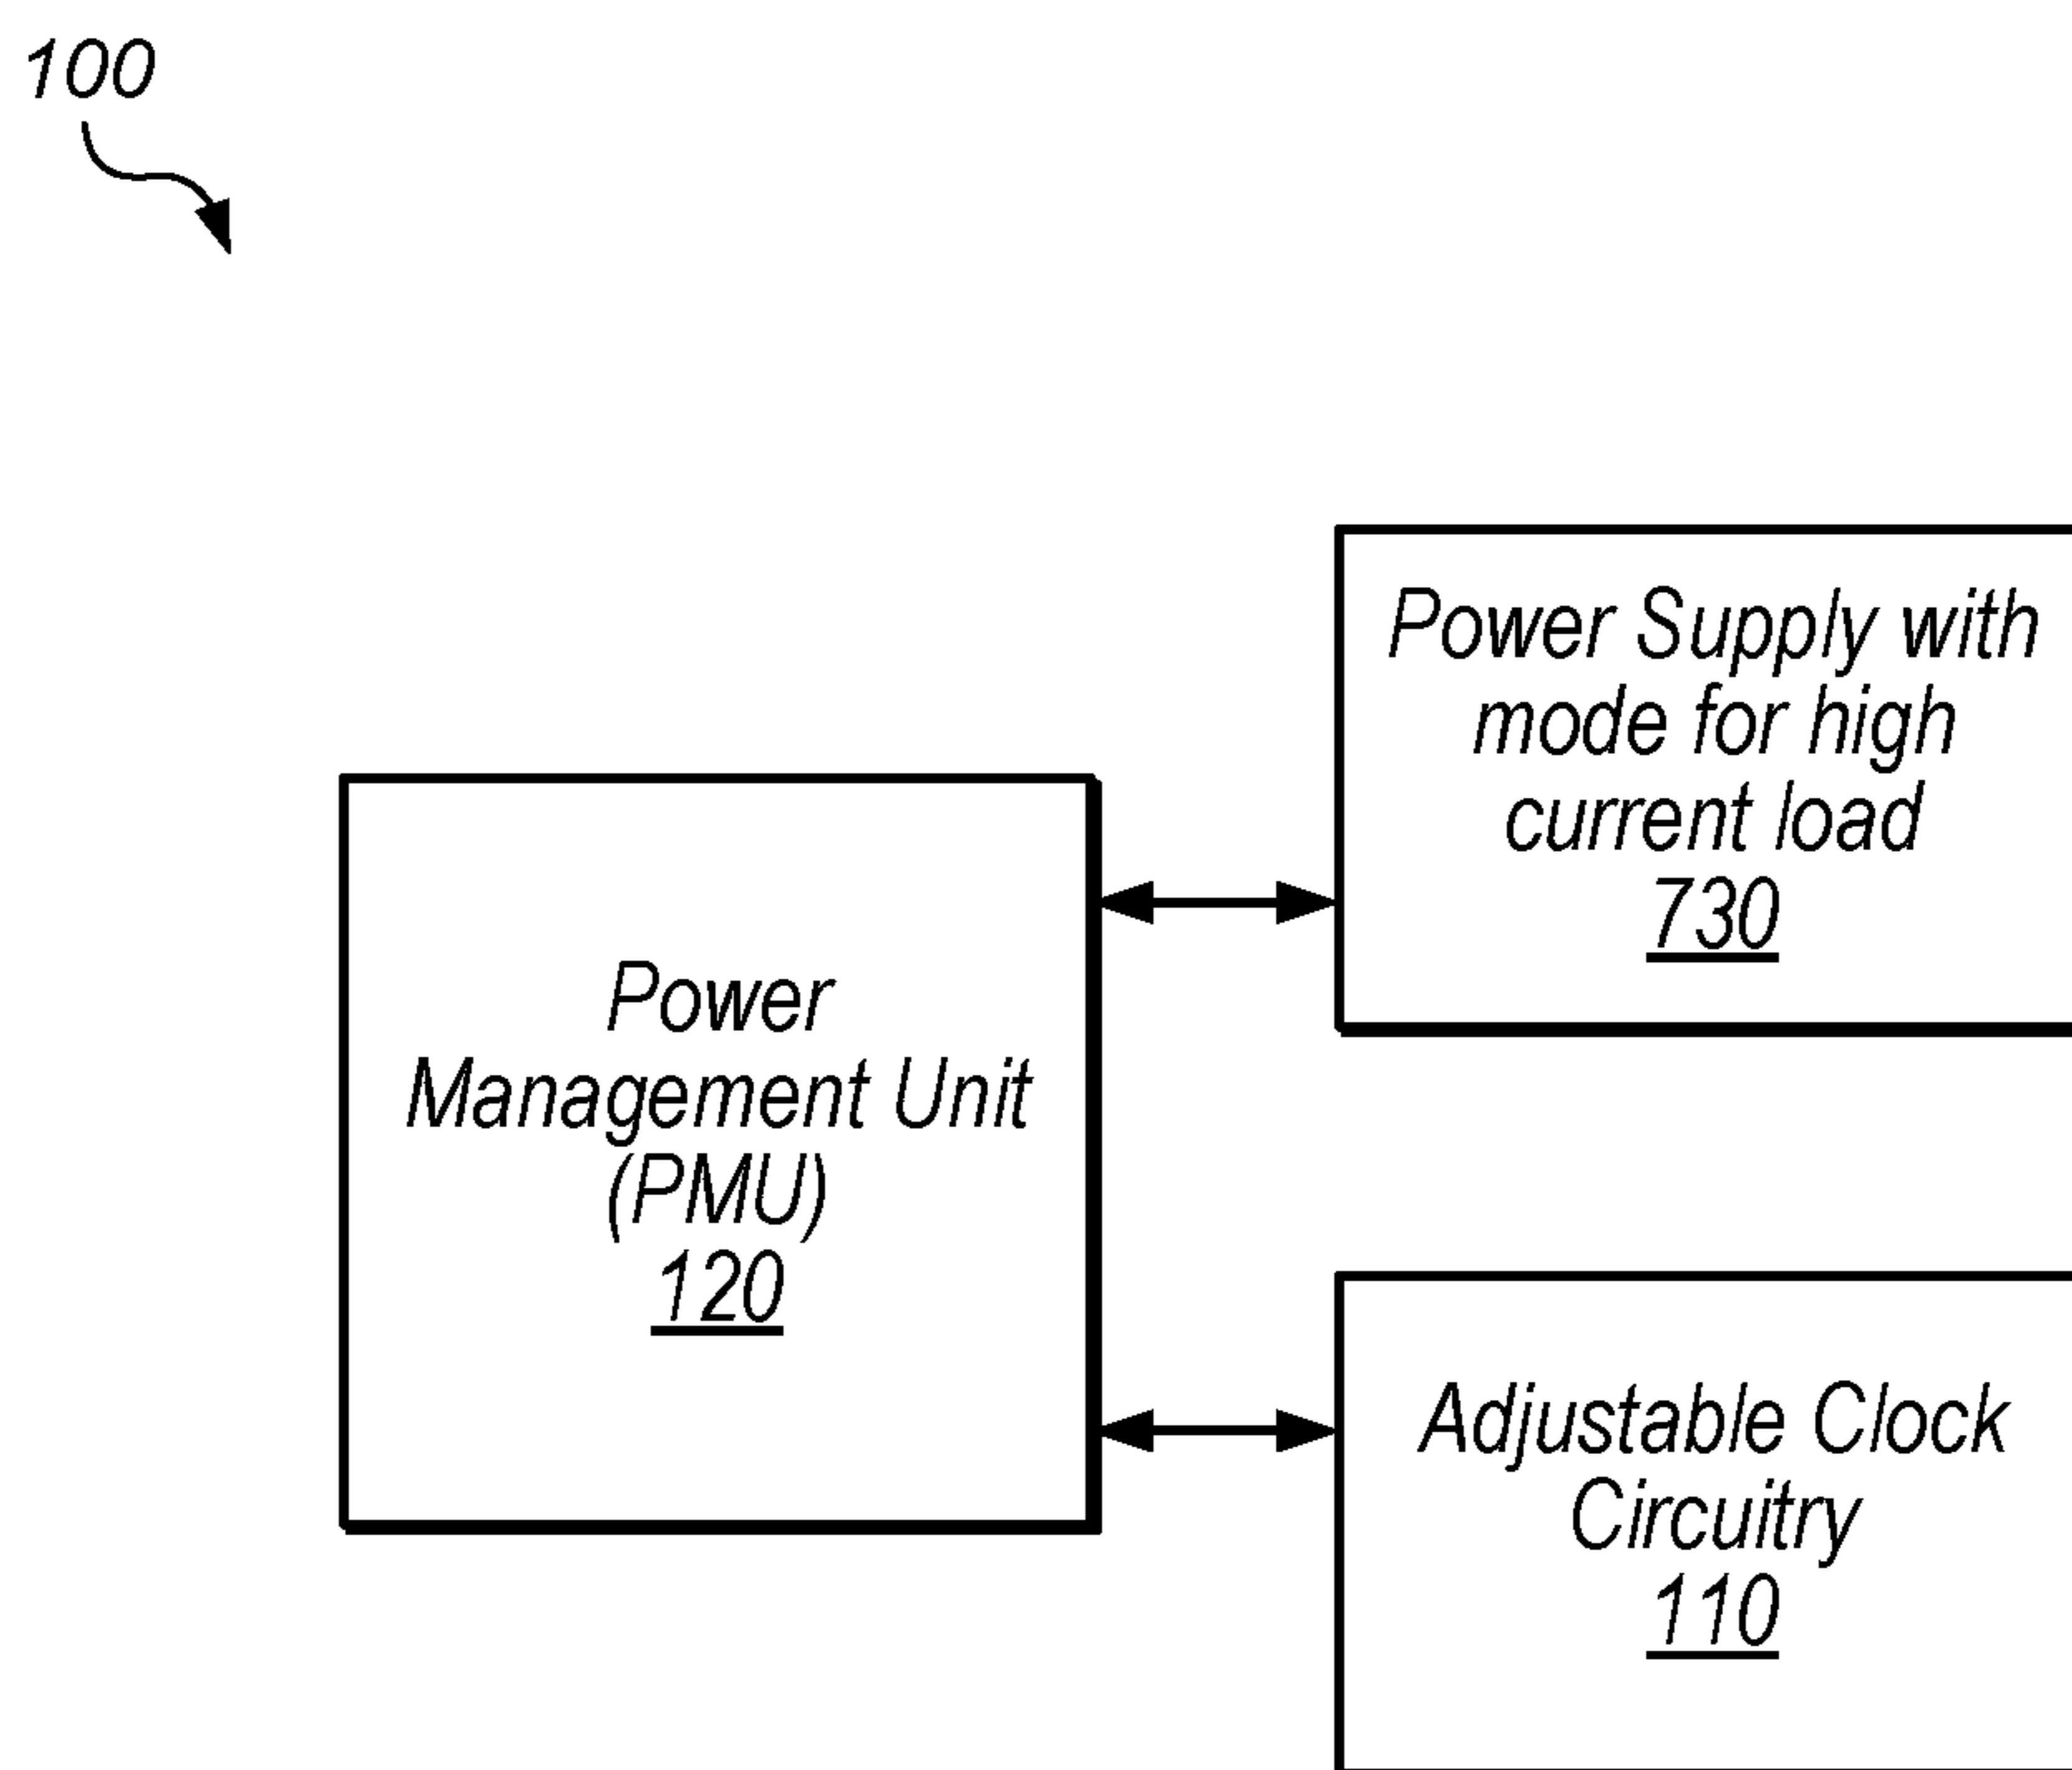 100
Power Supply with
mode for high
current load
730
Power
Management Unit
(PMU)
120
Adjustable Clock
Circuitry
110